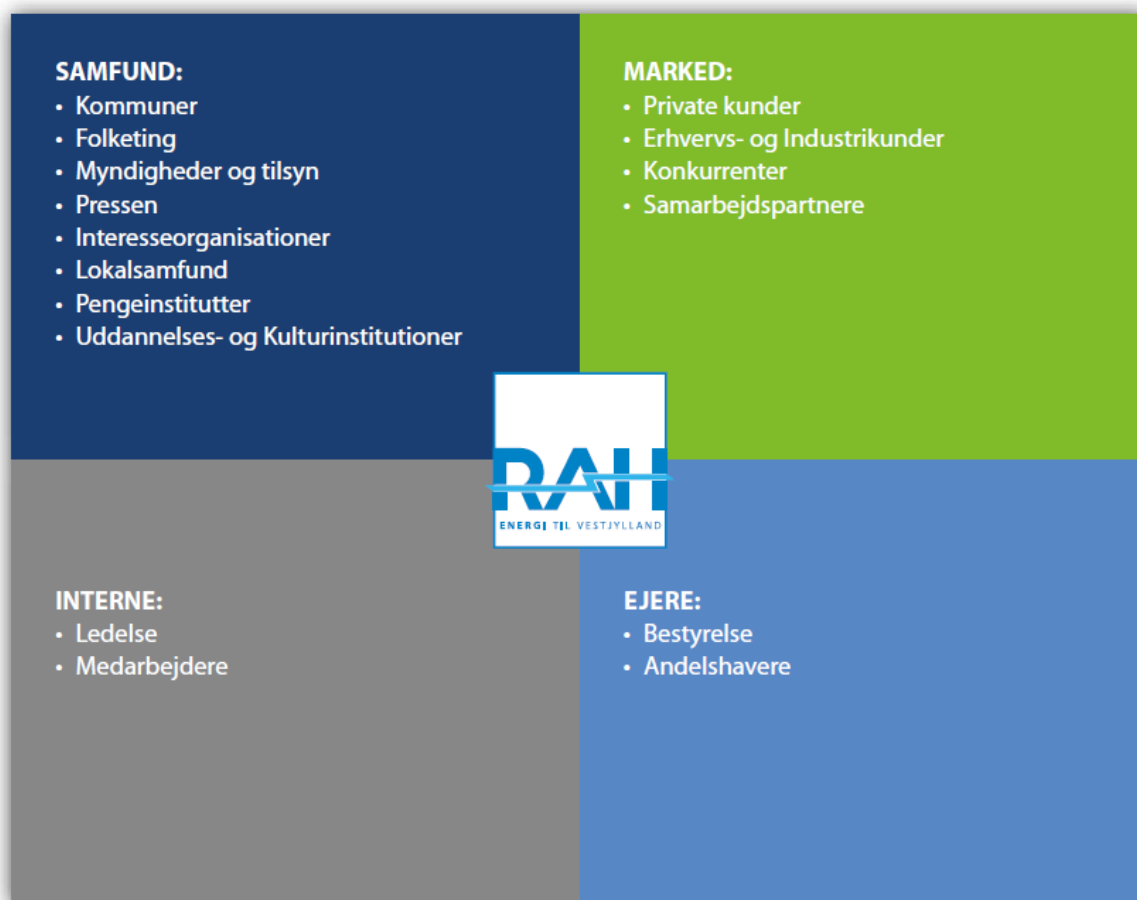 SAMFUND:
• Kommuner
• Folketing
• Myndigheder og tilsyn
• Pressen
• Interesseorganisationer
• Lokalsamfund
• Pengeinstitutter
• Uddannelses- og Kulturinstitutioner
MARKED:
• Private kunder
• Erhvervs- og Industrikunder
• Konkurrenter
• Samarbejdspartnere
RAH
ENERGI TIL VESTJYLLAND
INTERNE:
• Ledelse
• Medarbejdere
EJERE:
• Bestyrelse
• Andelshavere